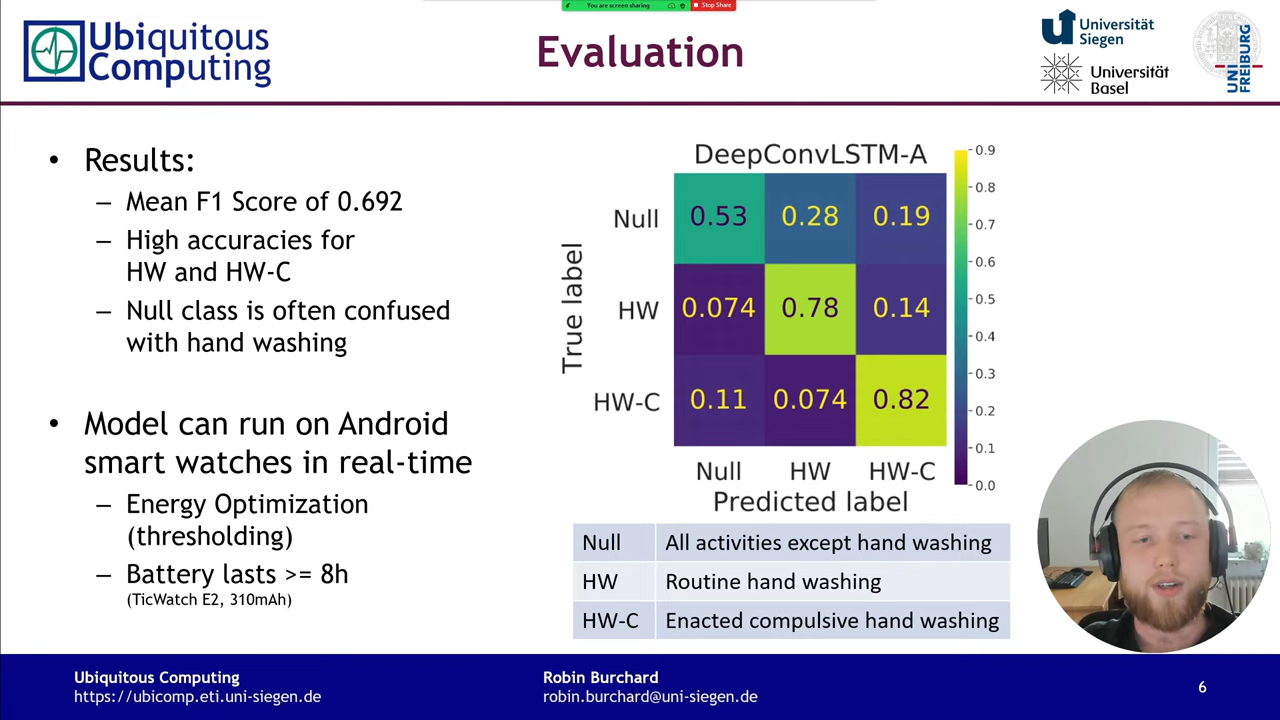 You are screen sharing
Stop Share
Ubiquitous
Computing
Evaluation
Universität
Siegen
Universität
Basel
UNI
FREIBURG
• Results:
– Mean F1 Score of 0.692
– High accuracies for
HW and HW-C
– Null class is often confused
with hand washing
• Model can run on Android
smart watches in real-time
– Energy Optimization
(thresholding)
– Battery lasts >= 8h
(TicWatch E2, 310mAh)
DeepConvLSTM-A
True label
Null 0.53 0.28 0.19
HW 0.074 0.78 0.14
HW-C 0.11 0.074 0.82
Null HW HW-C
Predicted label
0.9
0.8
0.7
0.6
0.5
0.4
0.3
0.2
0.1
0.0
Null All activities except hand washing
HW Routine hand washing
HW-C Enacted compulsive hand washing
Ubiquitous Computing
https://ubicomp.eti.uni-siegen.de
Robin Burchard
robin.burchard@uni-siegen.de
6